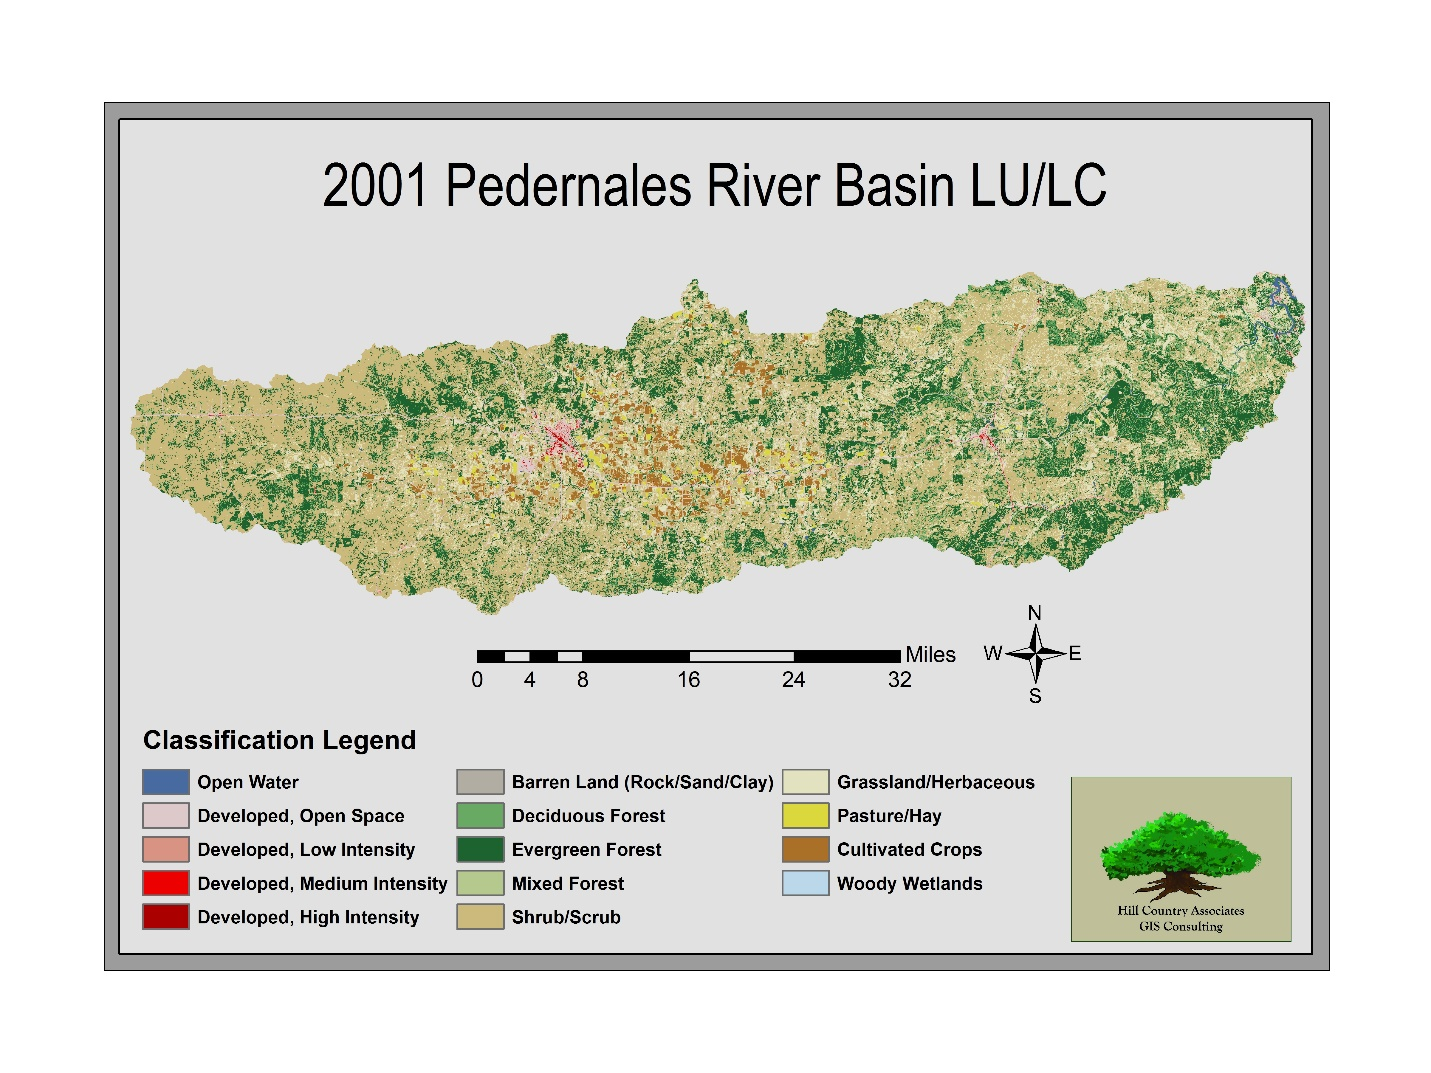 2001 Pedernales River Basin LU/LC
Miles
0 4 8 16 24 32
N
W E
S
Classification Legend
Open Water
Developed, Open Space
Developed, Low Intensity
Developed, Medium Intensity
Developed, High Intensity
Barren Land (Rock/Sand/Clay)
Deciduous Forest
Evergreen Forest
Mixed Forest
Shrub/Scrub
Grassland/Herbaceous
Pasture/Hay
Cultivated Crops
Woody Wetlands
Hill Country Associates
GIS Consulting